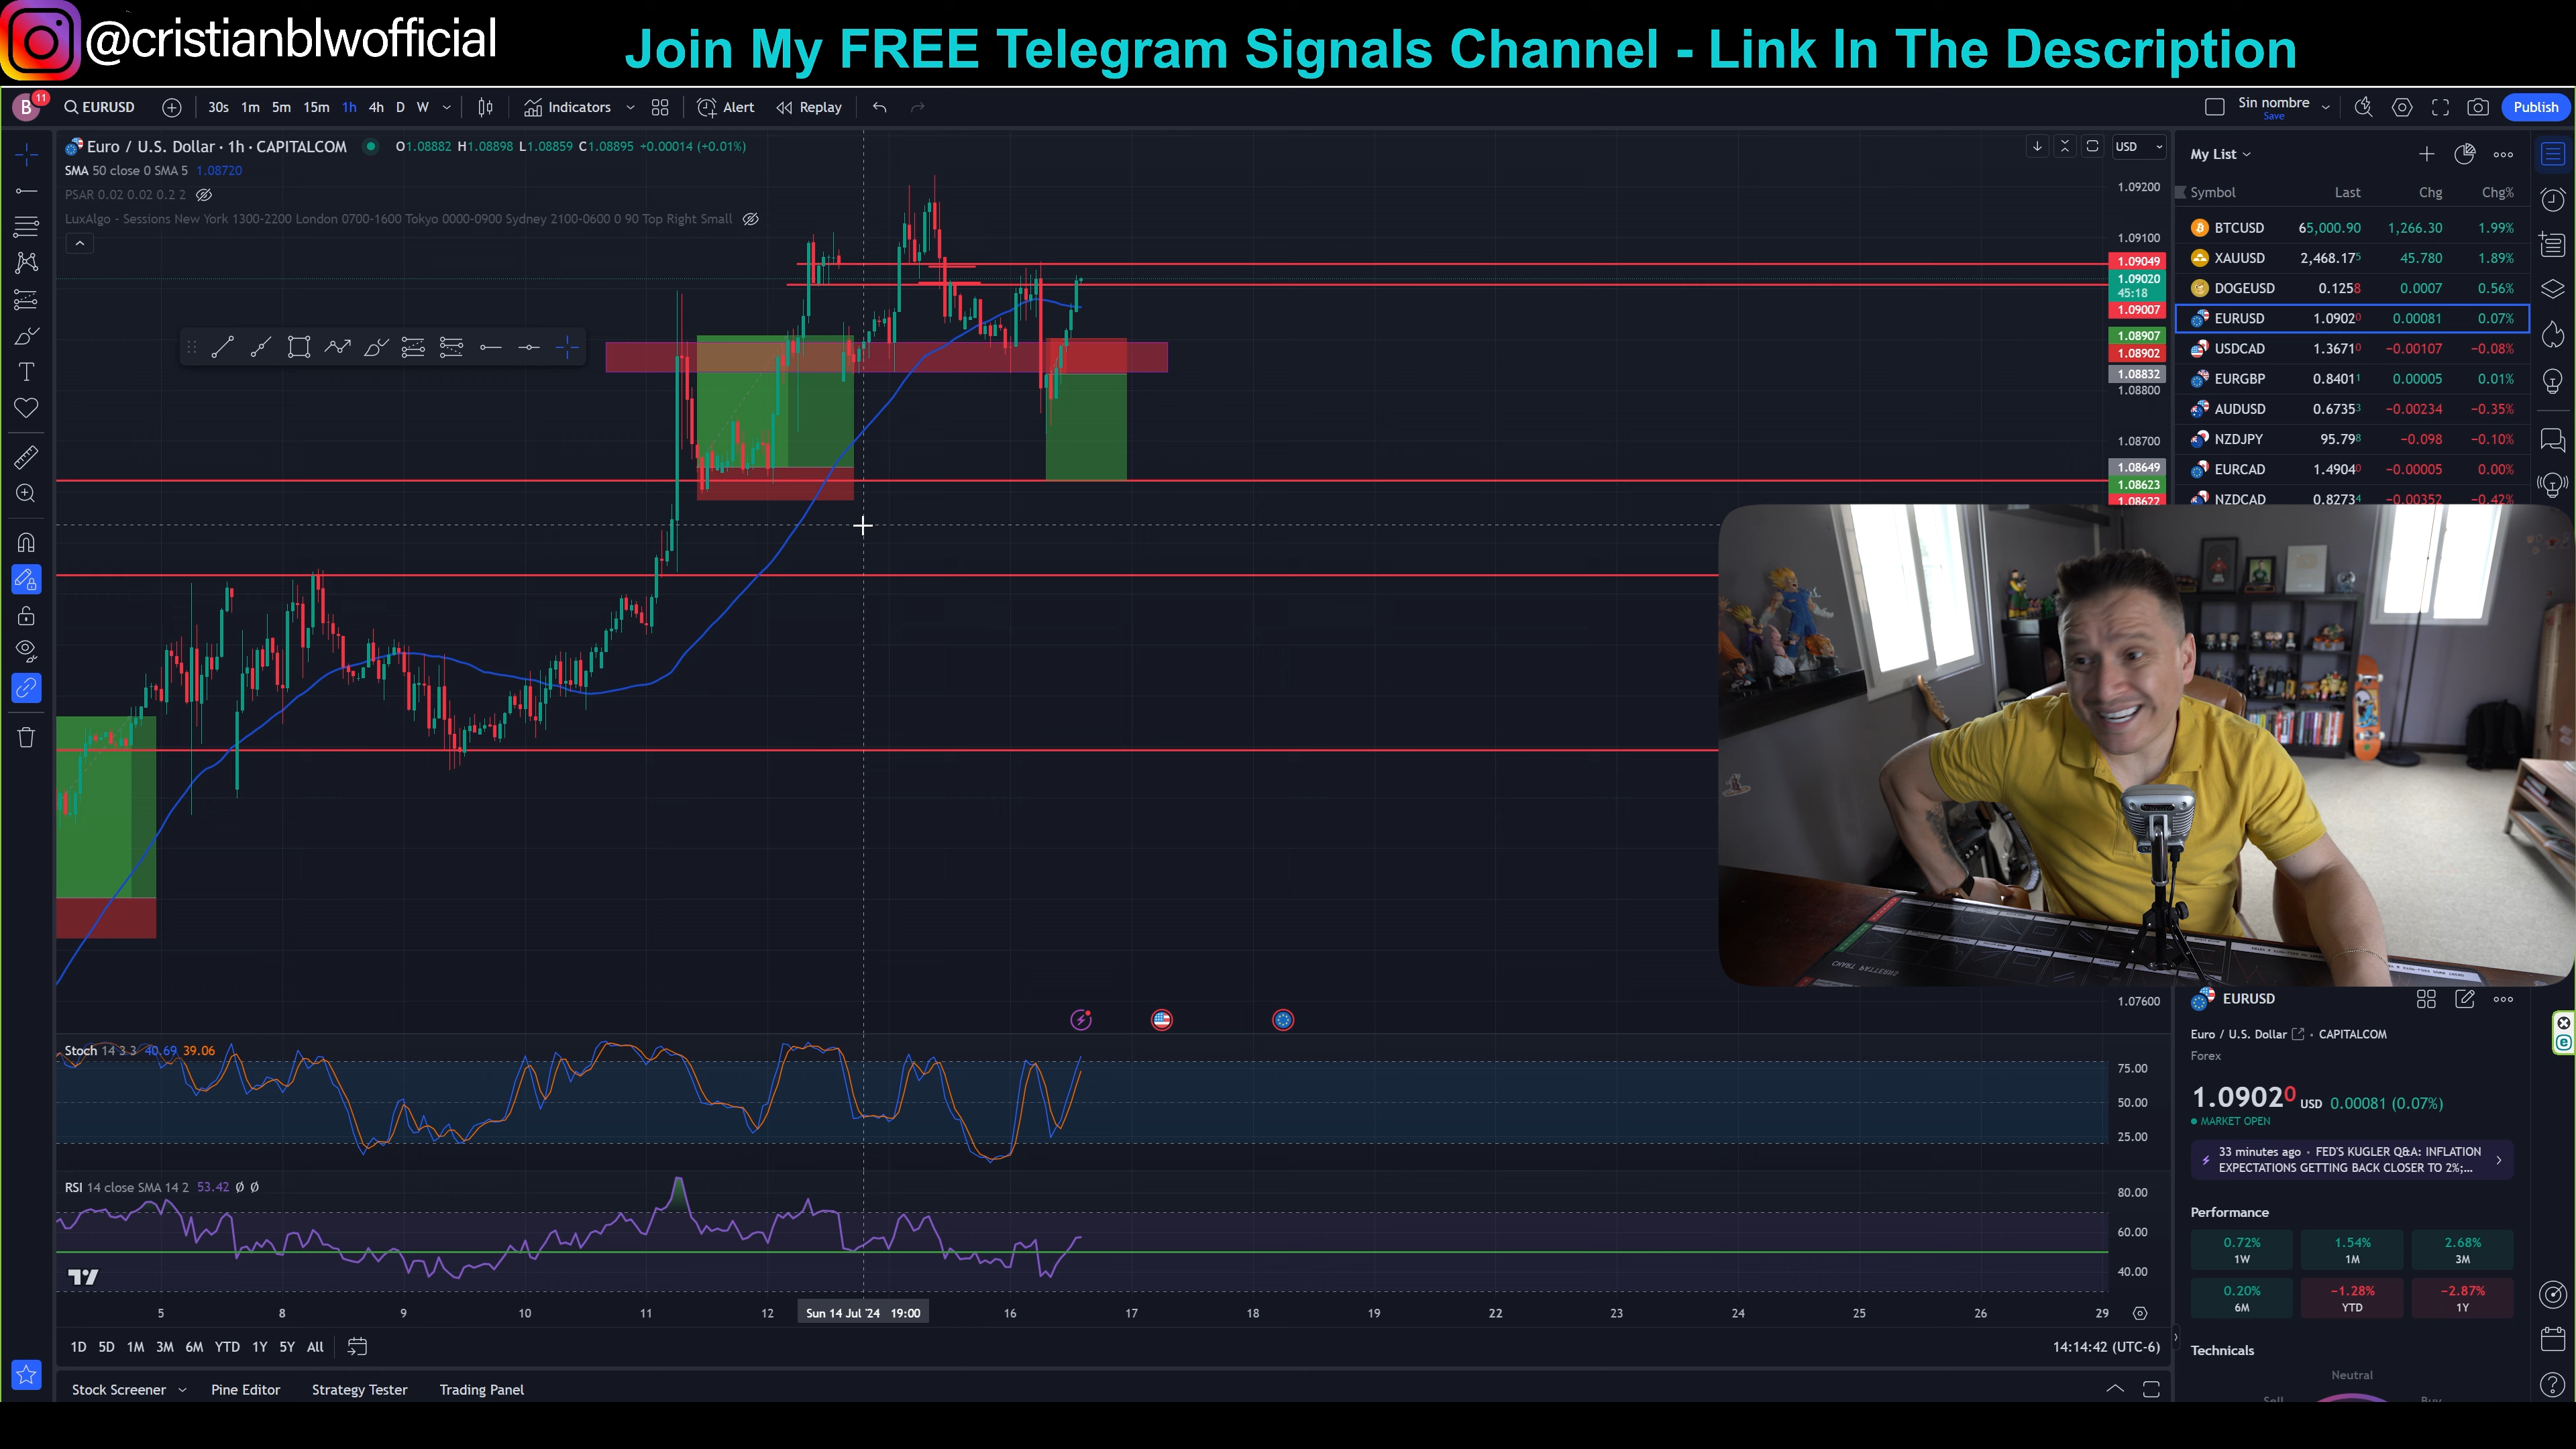 @cristianblwofficial
Join My FREE Telegram Signals Channel - Link In The Description
B 11 EURUSD 30s 1m 5m 15m 1h 4h D W Indicators Alert Replay Sin nombre Save Publish
Euro / U.S. Dollar · 1h · CAPITALCOM O1.08882 H1.08898 L1.08859 C1.08895 +0.00014 (+0.01%) USD
SMA 50 close 0 SMA 5 1.08720
PSAR 0.02 0.02 0.2 2
LuxAlgo - Sessions New York 1300-2200 London 0700-1600 Tokyo 0000-0900 Sydney 2100-0600 0 90 Top Right Small
1.09200
1.09100
1.09049
1.09020
45:18
1.09007
1.08907
1.08902
1.08832
1.08800
1.08700
1.08649
1.08623
1.08622
1.07600
My List
Symbol Last Chg Chg%
BTCUSD 65,000.90 1,266.30 1.99%
XAUUSD 2,468.175 45.780 1.89%
DOGEUSD 0.1258 0.0007 0.56%
EURUSD 1.09020 0.00081 0.07%
USDCAD 1.36710 −0.00107 −0.08%
EURGBP 0.84011 0.00005 0.01%
AUDUSD 0.67353 −0.00234 −0.35%
NZDJPY 95.798 −0.098 −0.10%
EURCAD 1.49040 −0.00005 0.00%
NZDCAD 0.82734 −0.00352 −0.42%
Stoch 14 3 3 40.69 39.06
75.00
50.00
25.00
RSI 14 close SMA 14 2 53.42 Ø Ø
80.00
60.00
40.00
5 8 9 10 11 12 Sun 14 Jul '24 19:00 16 17 18 19 22 23 24 25 26 29
1D 5D 1M 3M 6M YTD 1Y 5Y All
14:14:42 (UTC-6)
Stock Screener Pine Editor Strategy Tester Trading Panel
EURUSD
Euro / U.S. Dollar · CAPITALCOM
Forex
1.09020 USD 0.00081 (0.07%)
MARKET OPEN
33 minutes ago · FED'S KUGLER Q&A: INFLATION
EXPECTATIONS GETTING BACK CLOSER TO 2%;...
Performance
0.72% 1.54% 2.68%
1W 1M 3M
0.20% −1.28% −2.87%
6M YTD 1Y
Technicals
Neutral